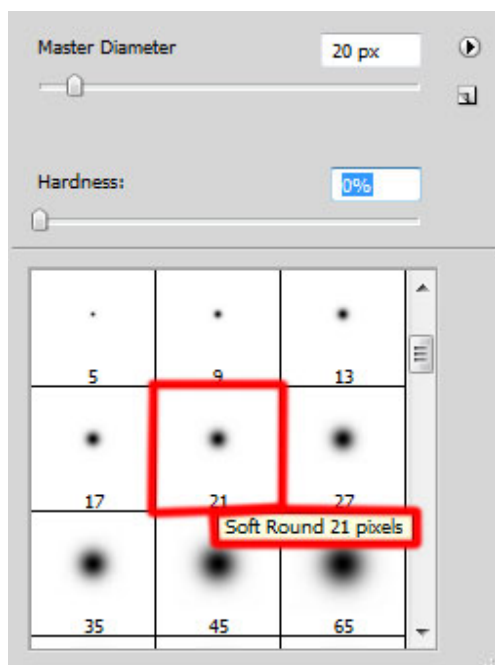 Master Diameter 20 px
Hardness: 0%
5 9 13
17 21 27
Soft Round 21 pixels
35 45 65